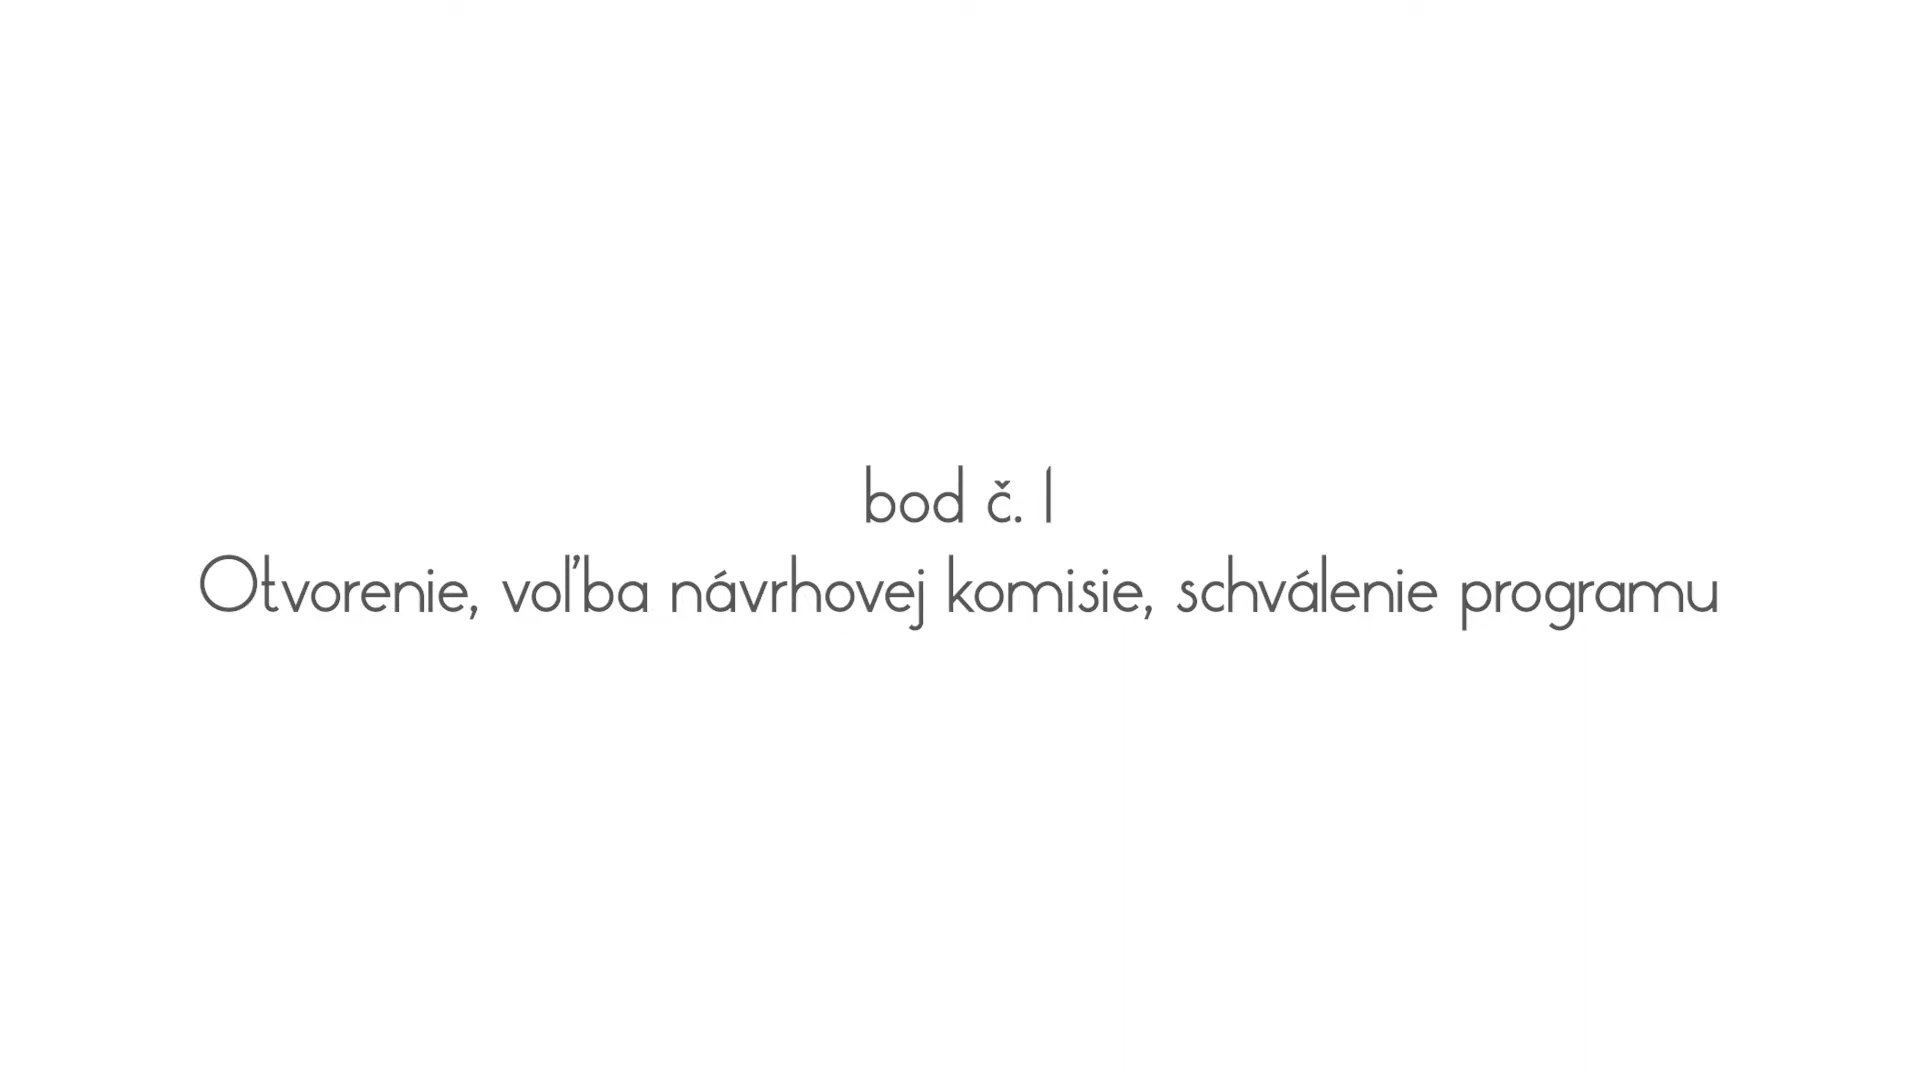 bod č. 1
Otvorenie, voľba návrhovej komisie, schválenie programu